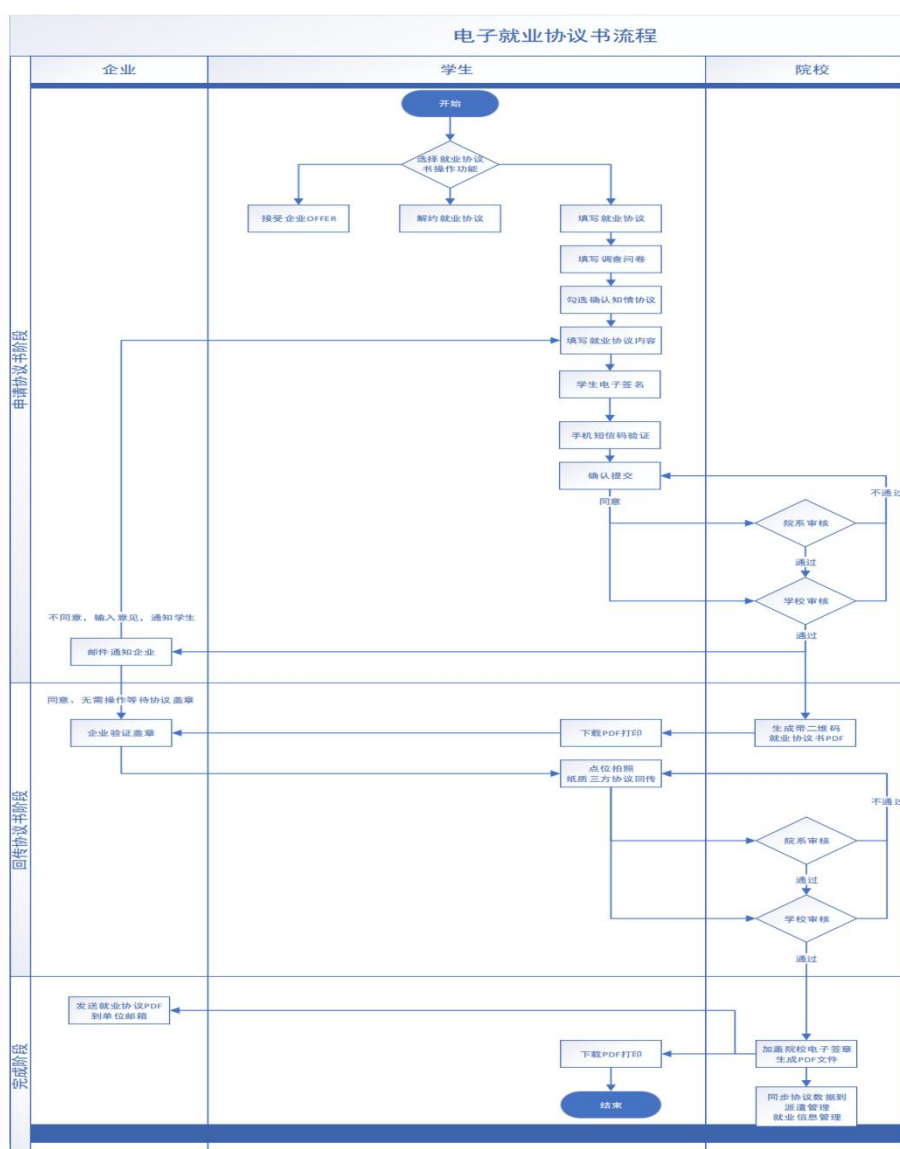 电子就业协议书流程
企业
学生
院校
申请协议书阶段
开始
选择就业协议
书操作功能
接受企业OFFER
解约就业协议
填写就业协议
填写调查问卷
勾选确认知情协议
填写就业协议内容
学生电子签名
手机短信码验证
确认提交
同意
不通过
院系审核
通过
学校审核
通过
不同意，输入意见，通知学生
邮件通知企业
回传协议书阶段
同意、无需操作等待协议盖章
企业验证盖章
下载PDF打印
生成带二维码
就业协议书PDF
点位拍照
纸质三方协议回传
不通过
院系审核
通过
学校审核
通过
完成阶段
发送就业协议PDF
到单位邮箱
下载PDF打印
加盖院校电子签章
生成PDF文件
结束
同步协议数据到
派遣管理
就业信息管理